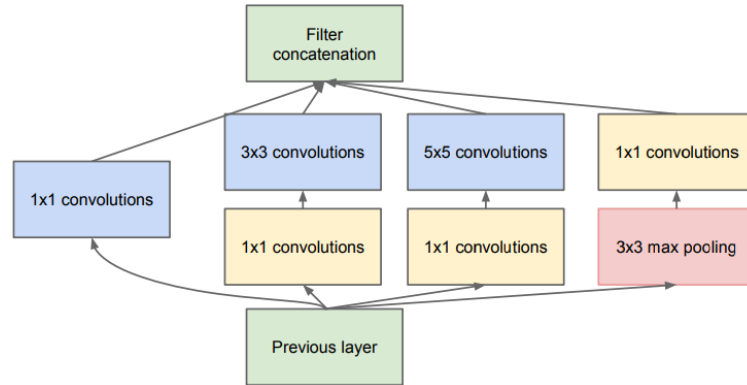 Filter
concatenation
3x3 convolutions
5x5 convolutions
1x1 convolutions
1x1 convolutions
1x1 convolutions
1x1 convolutions
3x3 max pooling
Previous layer